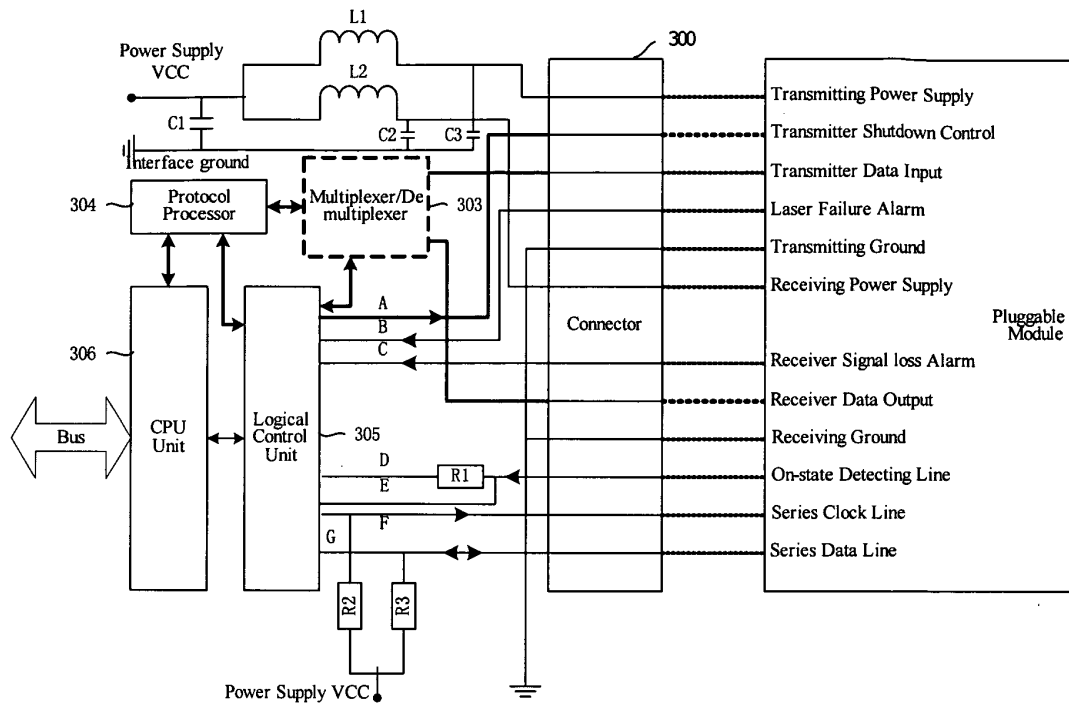 L1
300
Power Supply
VCC
L2
C1
C2
C3
Interface ground
Transmitting Power Supply
Transmitter Shutdown Control
Transmitter Data Input
Laser Failure Alarm
Transmitting Ground
Receiving Power Supply
Receiver Signal loss Alarm
Receiver Data Output
Receiving Ground
On-state Detecting Line
Series Clock Line
Series Data Line
Pluggable
Module
304
Protocol
Processor
Multiplexer/De
multiplexer
303
Connector
306
A
B
C
Bus
CPU
Unit
Logical
Control
Unit
305
D
R1
E
F
G
R2
R3
Power Supply VCC